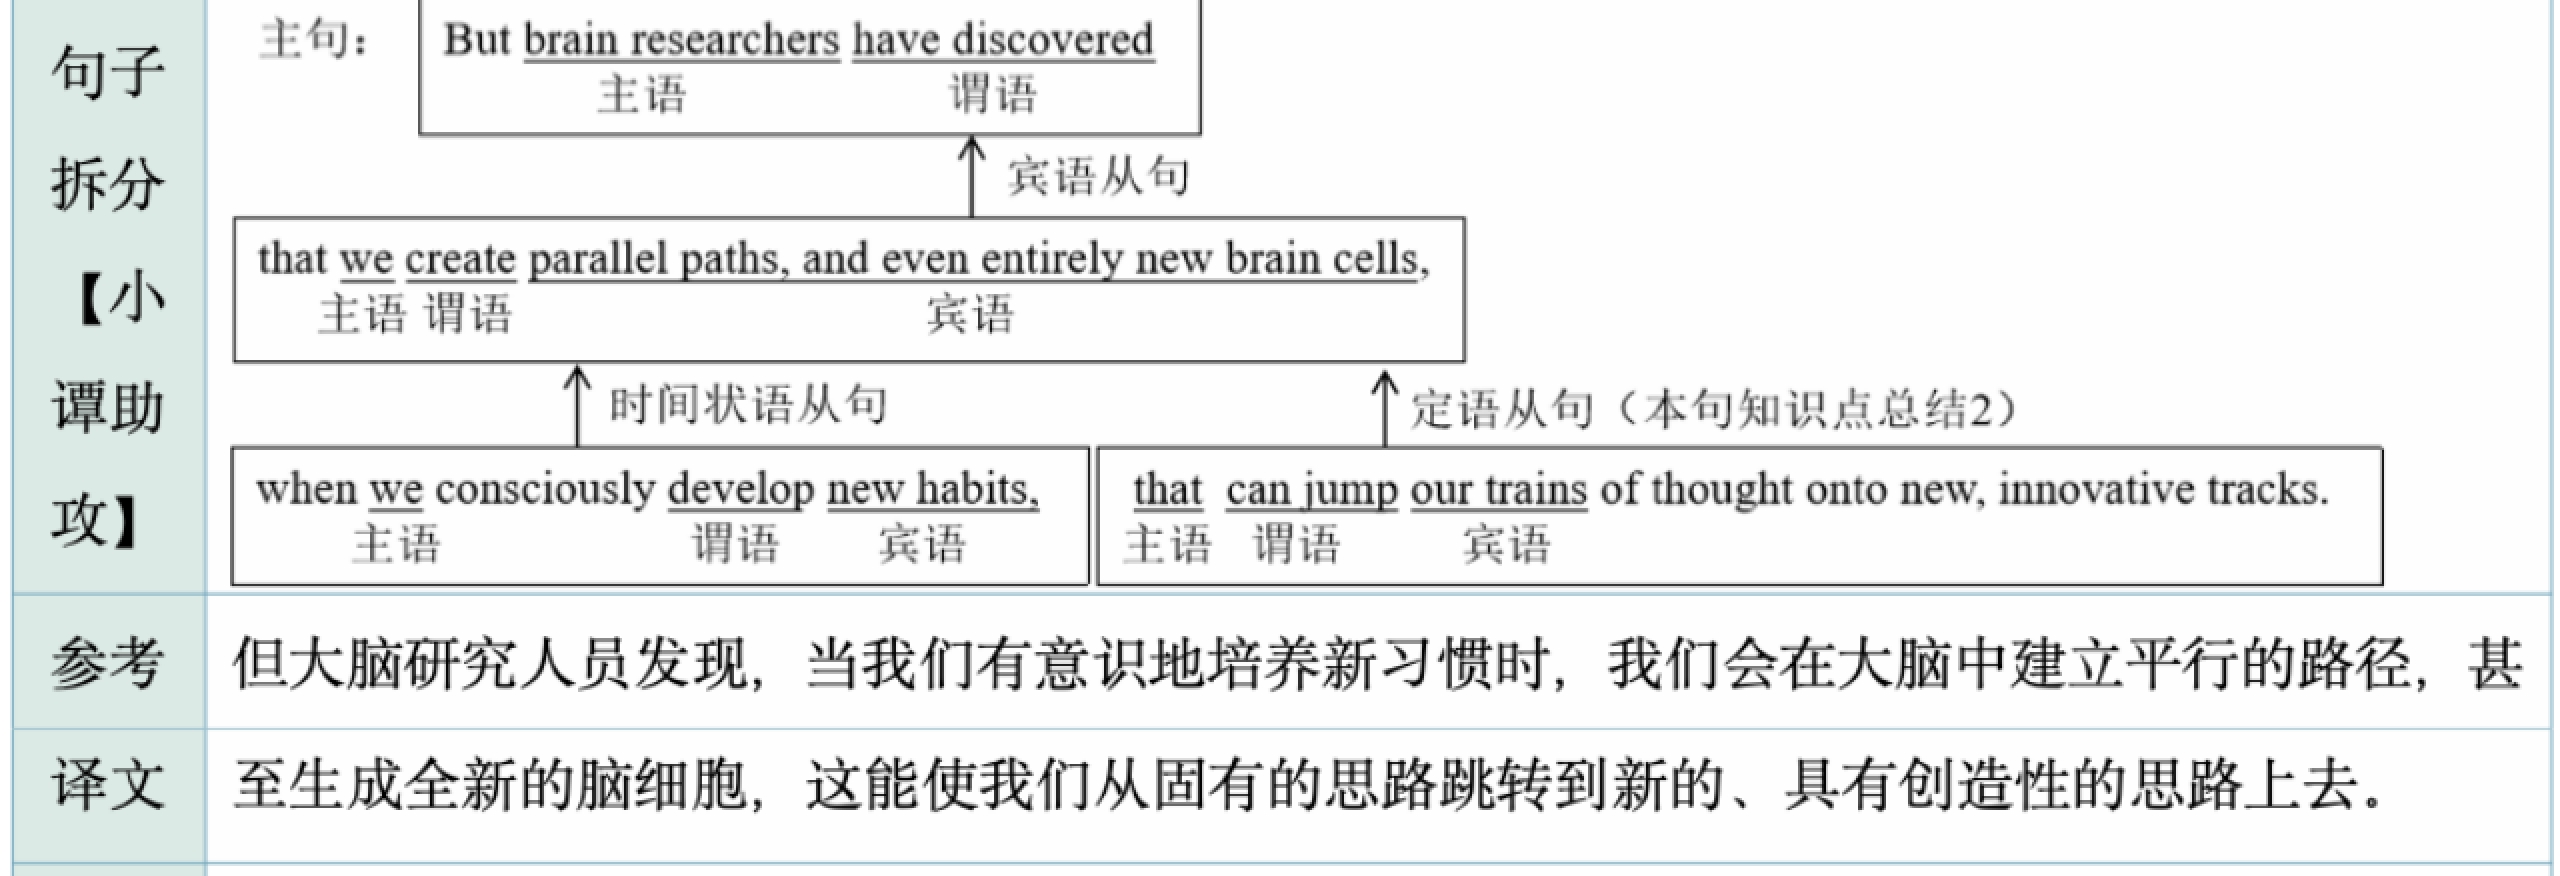 句子
拆分
【小
谭助
攻】
主句：
But brain researchers have discovered
主语 谓语
宾语从句
that we create parallel paths, and even entirely new brain cells,
主语 谓语 宾语
时间状语从句
定语从句（本句知识点总结2）
when we consciously develop new habits,
主语 谓语 宾语
that can jump our trains of thought onto new, innovative tracks.
主语 谓语 宾语
参考
译文
但大脑研究人员发现，当我们有意识地培养新习惯时，我们会在大脑中建立平行的路径，甚
至生成全新的脑细胞，这能使我们从固有的思路跳转到新的、具有创造性的思路上去。